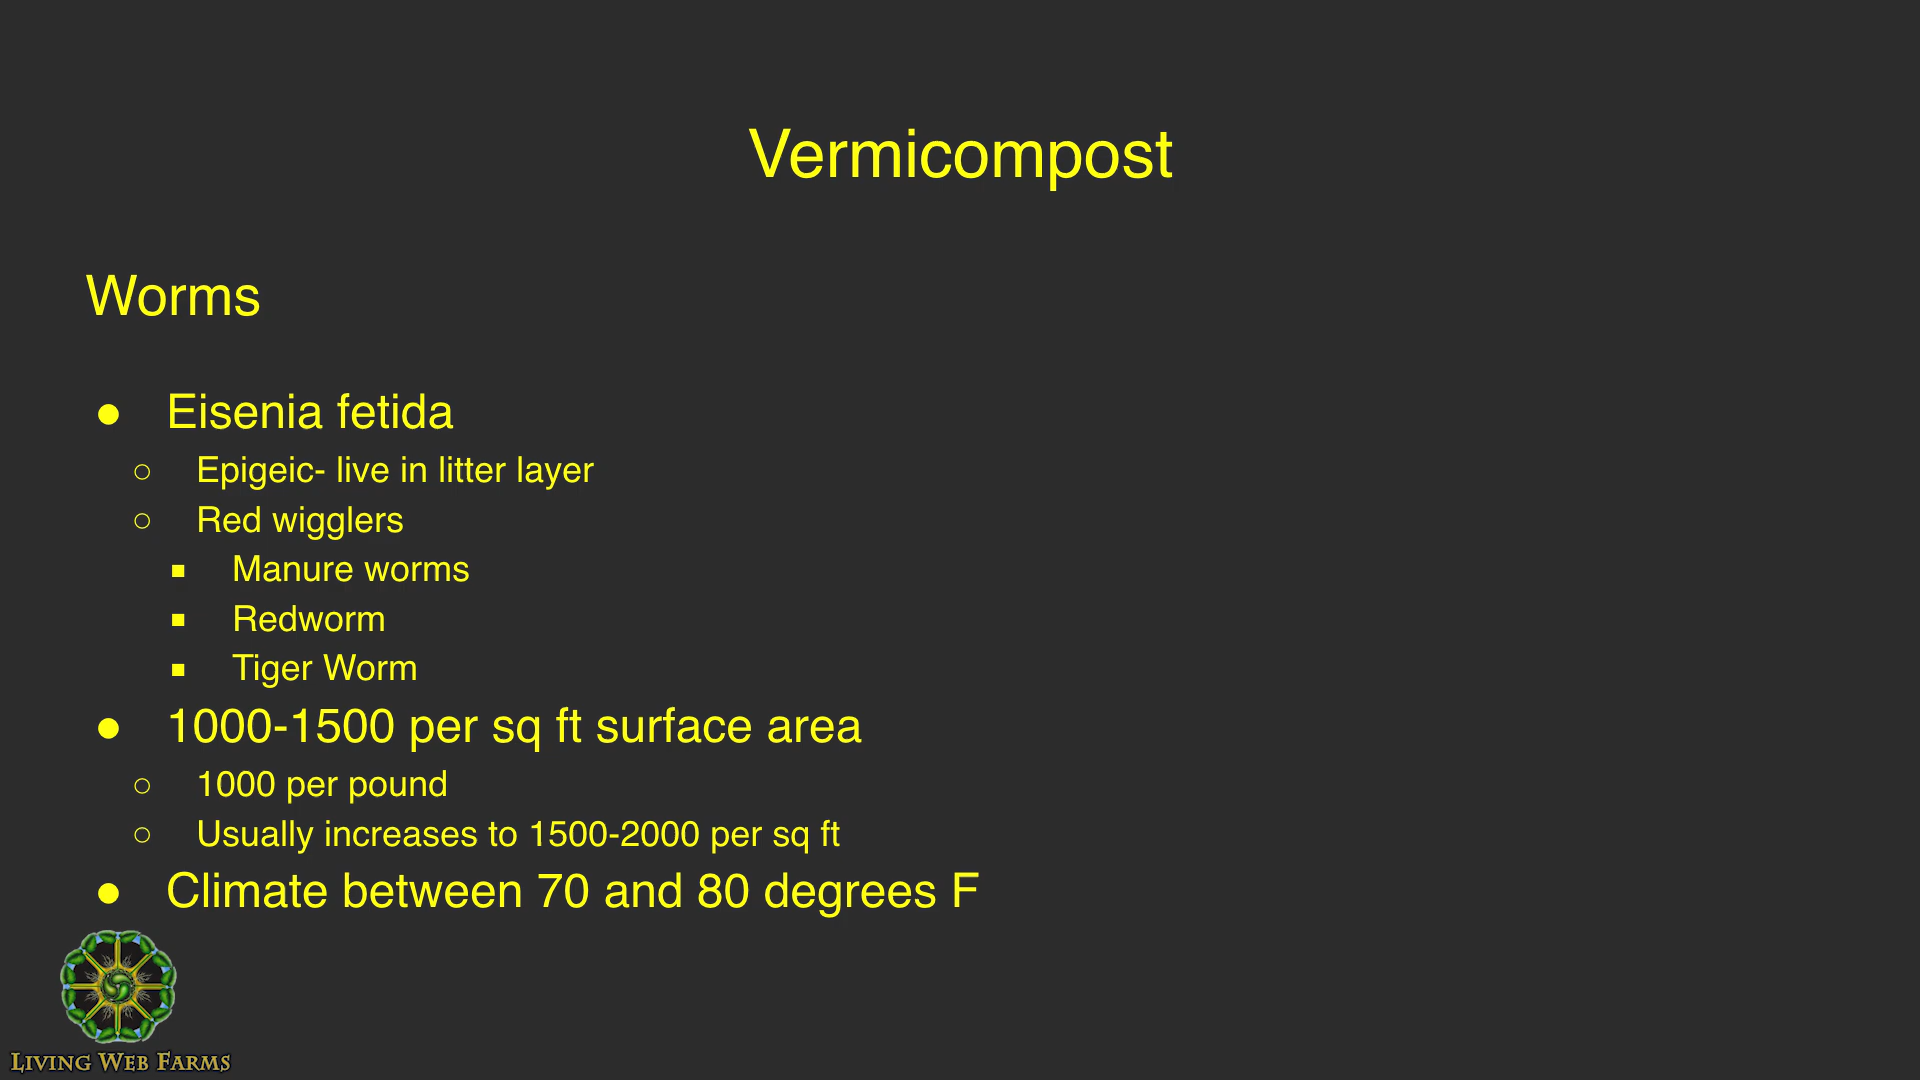 Vermicompost
Worms
● Eisenia fetida
○ Epigeic- live in litter layer
○ Red wigglers
■ Manure worms
■ Redworm
■ Tiger Worm
● 1000-1500 per sq ft surface area
○ 1000 per pound
○ Usually increases to 1500-2000 per sq ft
● Climate between 70 and 80 degrees F
LIVING WEB FARMS